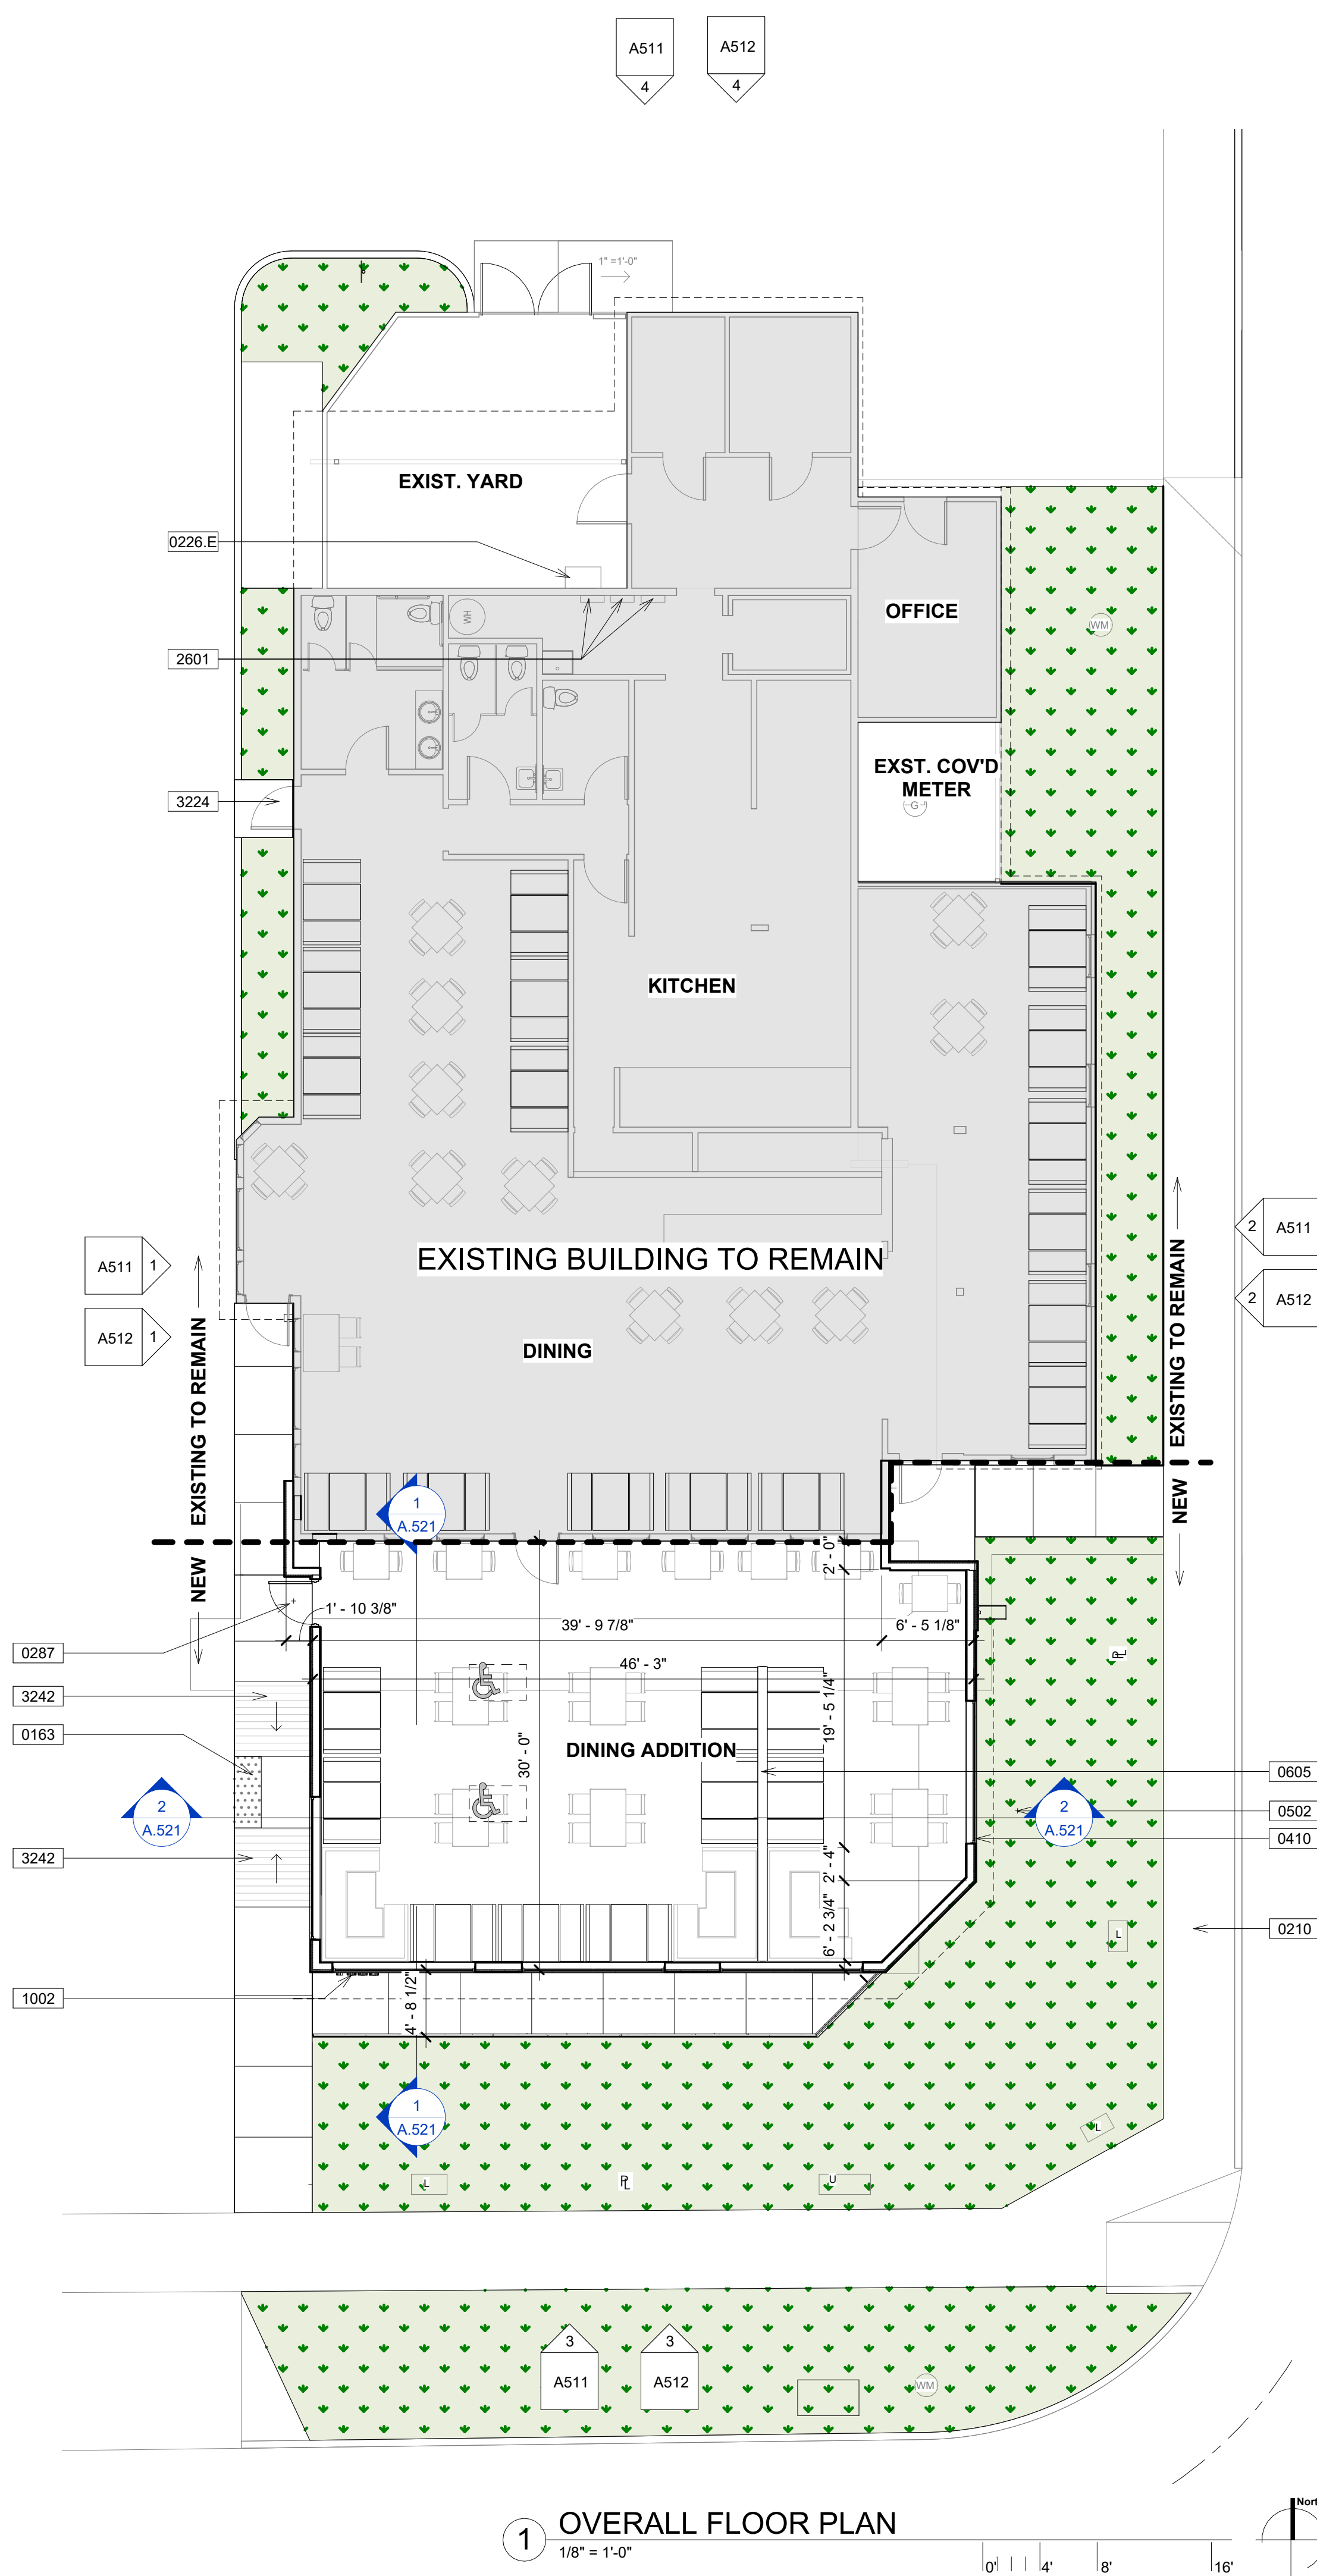 A511
4
A512
4
1" =1'-0"
EXIST. YARD
0226.E
OFFICE
WH
WM
2601
EXST. COV'D
METER
G
3224
KITCHEN
A511
1
2
A511
EXISTING BUILDING TO REMAIN
A512
1
2
A512
DINING
EXISTING TO REMAIN
EXISTING TO REMAIN
NEW
NEW
1
A.521
2' - 0"
1' - 10 3/8"
39' - 9 7/8"
6' - 5 1/8"
0287
46' - 3"
PL
3242
19' - 5 1/4"
0163
30' - 0"
DINING ADDITION
0605
2
A.521
2
A.521
0502
0410
3242
2' - 4"
6' - 2 3/4"
0210
L
1002
4' - 8 1/2"
1
A.521
L
L
PL
U
3
A511
3
A512
WM
1
OVERALL FLOOR PLAN
1/8" = 1'-0"
0'
4'
8'
16'